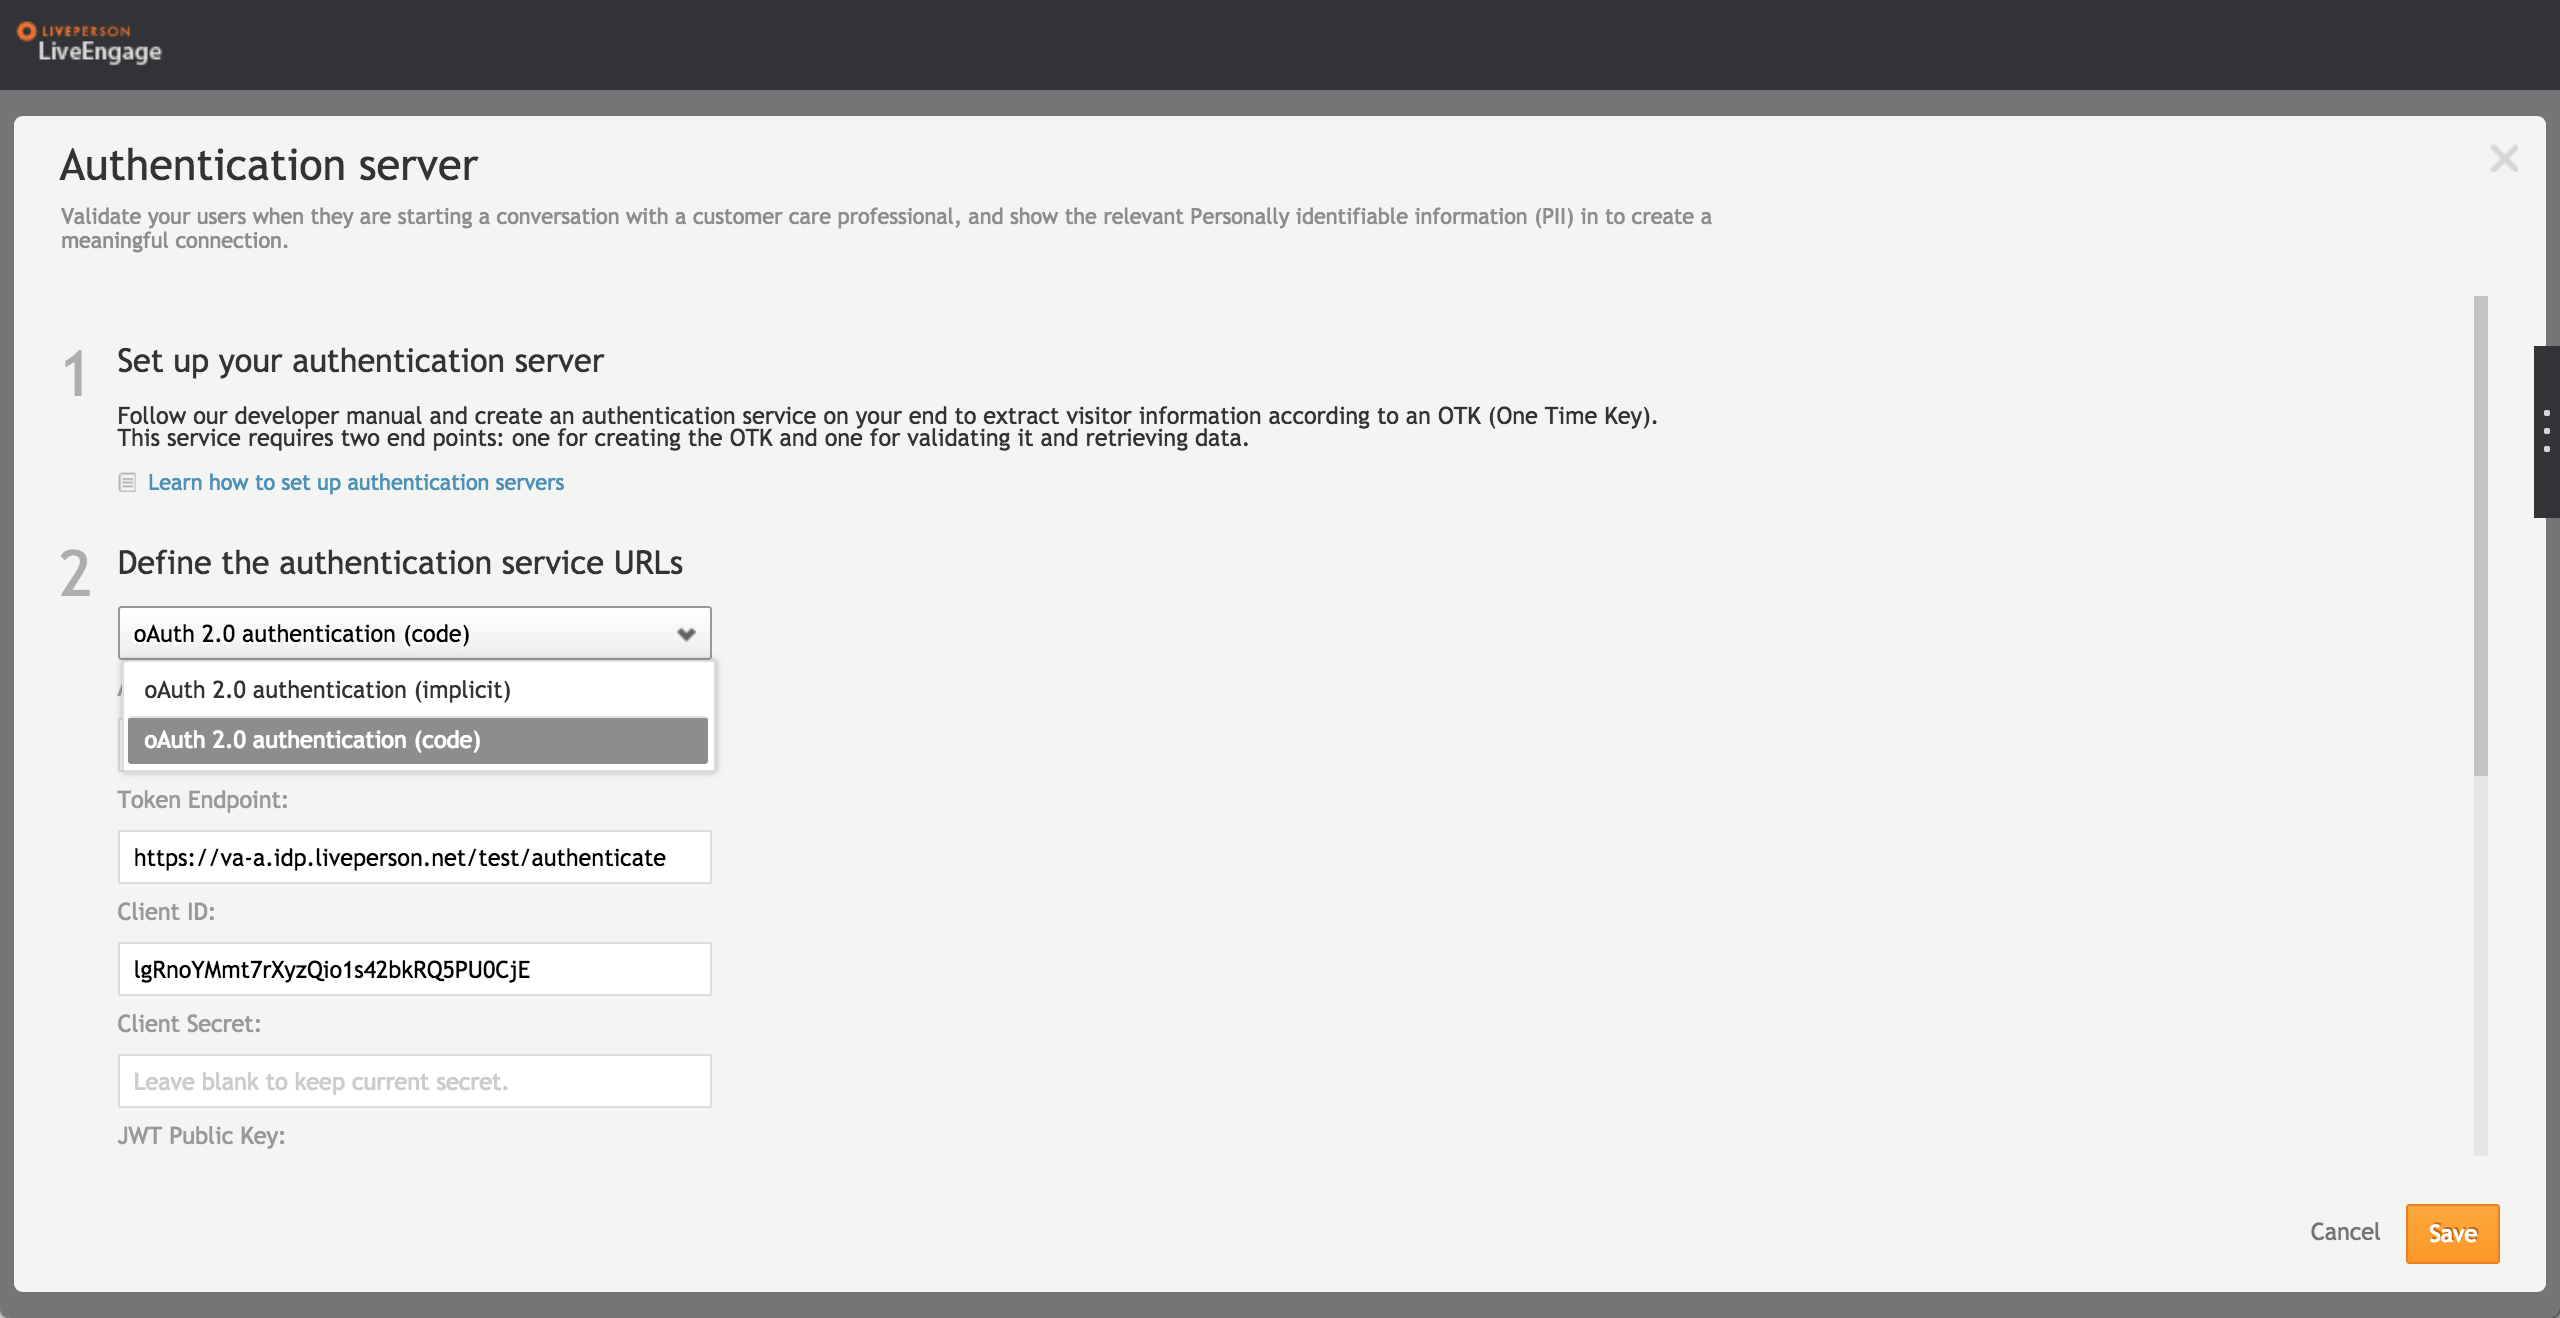 LIVEPERSON
LiveEngage
Authentication server
Validate your users when they are starting a conversation with a customer care professional, and show the relevant Personally identifiable information (PII) in to create a
meaningful connection.
1
Set up your authentication server
Follow our developer manual and create an authentication service on your end to extract visitor information according to an OTK (One Time Key).
This service requires two end points: one for creating the OTK and one for validating it and retrieving data.
Learn how to set up authentication servers
2
Define the authentication service URLs
oAuth 2.0 authentication (code)
oAuth 2.0 authentication (implicit)
oAuth 2.0 authentication (code)
Token Endpoint:
https://va-a.idp.liveperson.net/test/authenticate
Client ID:
lgRnoYMmt7rXyzQio1s42bkRQ5PU0CjE
Client Secret:
Leave blank to keep current secret.
JWT Public Key:
Cancel
Save